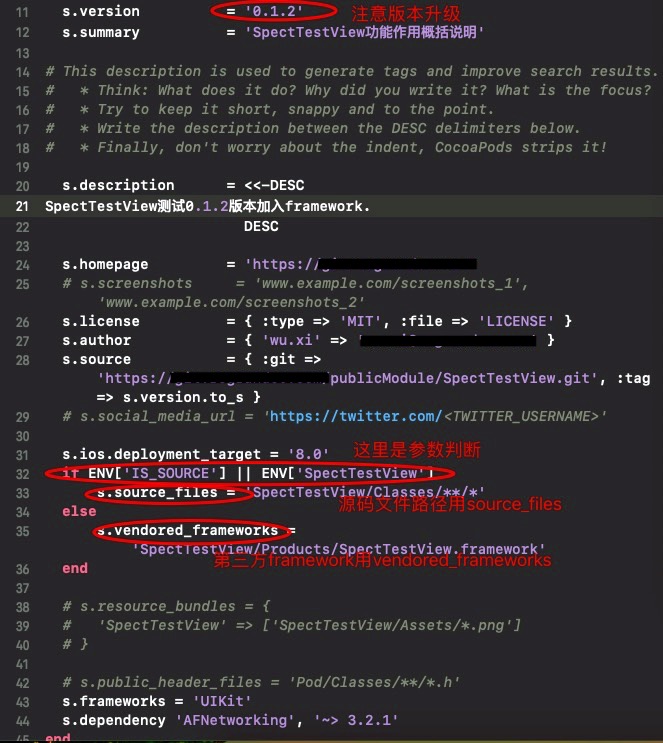 11 s.version = '0.1.2' 注意版本升级
12 s.summary = 'SpectTestView功能作用概括说明'
13
14 # This description is used to generate tags and improve search results.
15 # * Think: What does it do? Why did you write it? What is the focus?
16 # * Try to keep it short, snappy and to the point.
17 # * Write the description between the DESC delimiters below.
18 # * Finally, don't worry about the indent, CocoaPods strips it!
19
20 s.description = <<-DESC
21 SpectTestView测试0.1.2版本加入framework.
22 DESC
23
24 s.homepage = 'https://
25 # s.screenshots = 'www.example.com/screenshots_1',
'www.example.com/screenshots_2'
26 s.license = { :type => 'MIT', :file => 'LICENSE' }
27 s.author = { 'wu.xi' => }
28 s.source = { :git =>
'https:// publicModule/SpectTestView.git', :tag
=> s.version.to_s }
29 # s.social_media_url = 'https://twitter.com/<TWITTER_USERNAME>'
30
31 s.ios.deployment_target = '8.0' 这里是参数判断
32 if ENV['IS_SOURCE'] || ENV['SpectTestView']
33 s.source_files = 'SpectTestView/Classes/**/*'
源码文件路径用source_files
34 else
35 s.vendored_frameworks =
'SpectTestView/Products/SpectTestView.framework'
第三方framework用vendored_frameworks
36 end
37
38 # s.resource_bundles = {
39 # 'SpectTestView' => ['SpectTestView/Assets/*.png']
40 # }
41
42 # s.public_header_files = 'Pod/Classes/**/*.h'
43 s.frameworks = 'UIKit'
44 s.dependency 'AFNetworking', '~> 3.2.1'
45 end